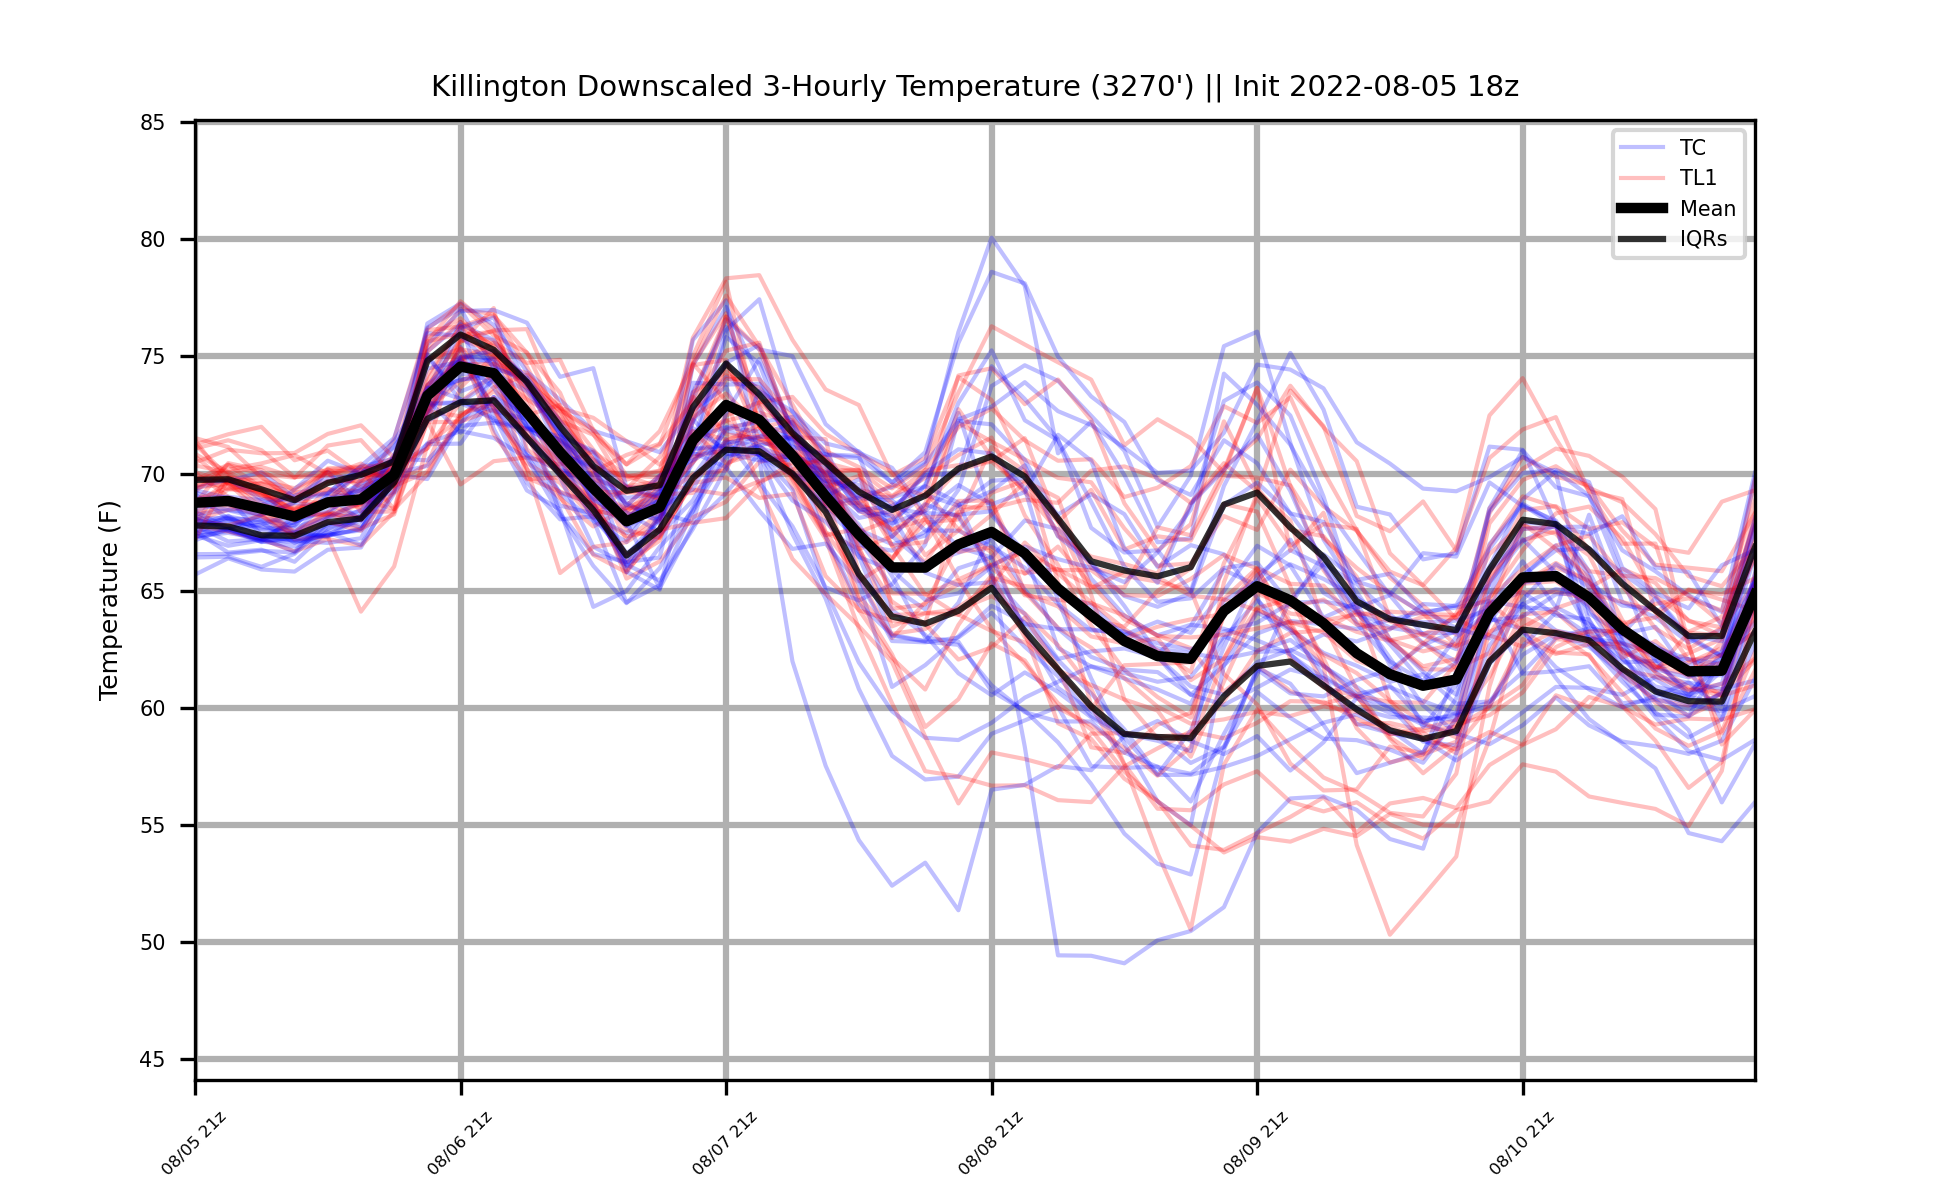 Killington Downscaled 3-Hourly Temperature (3270') || Init 2022-08-05 18z
TC
TL1
Mean
IQRs
Temperature (F)
85
80
75
70
65
60
55
50
45
08/05 21z
08/06 21z
08/07 21z
08/08 21z
08/09 21z
08/10 21z